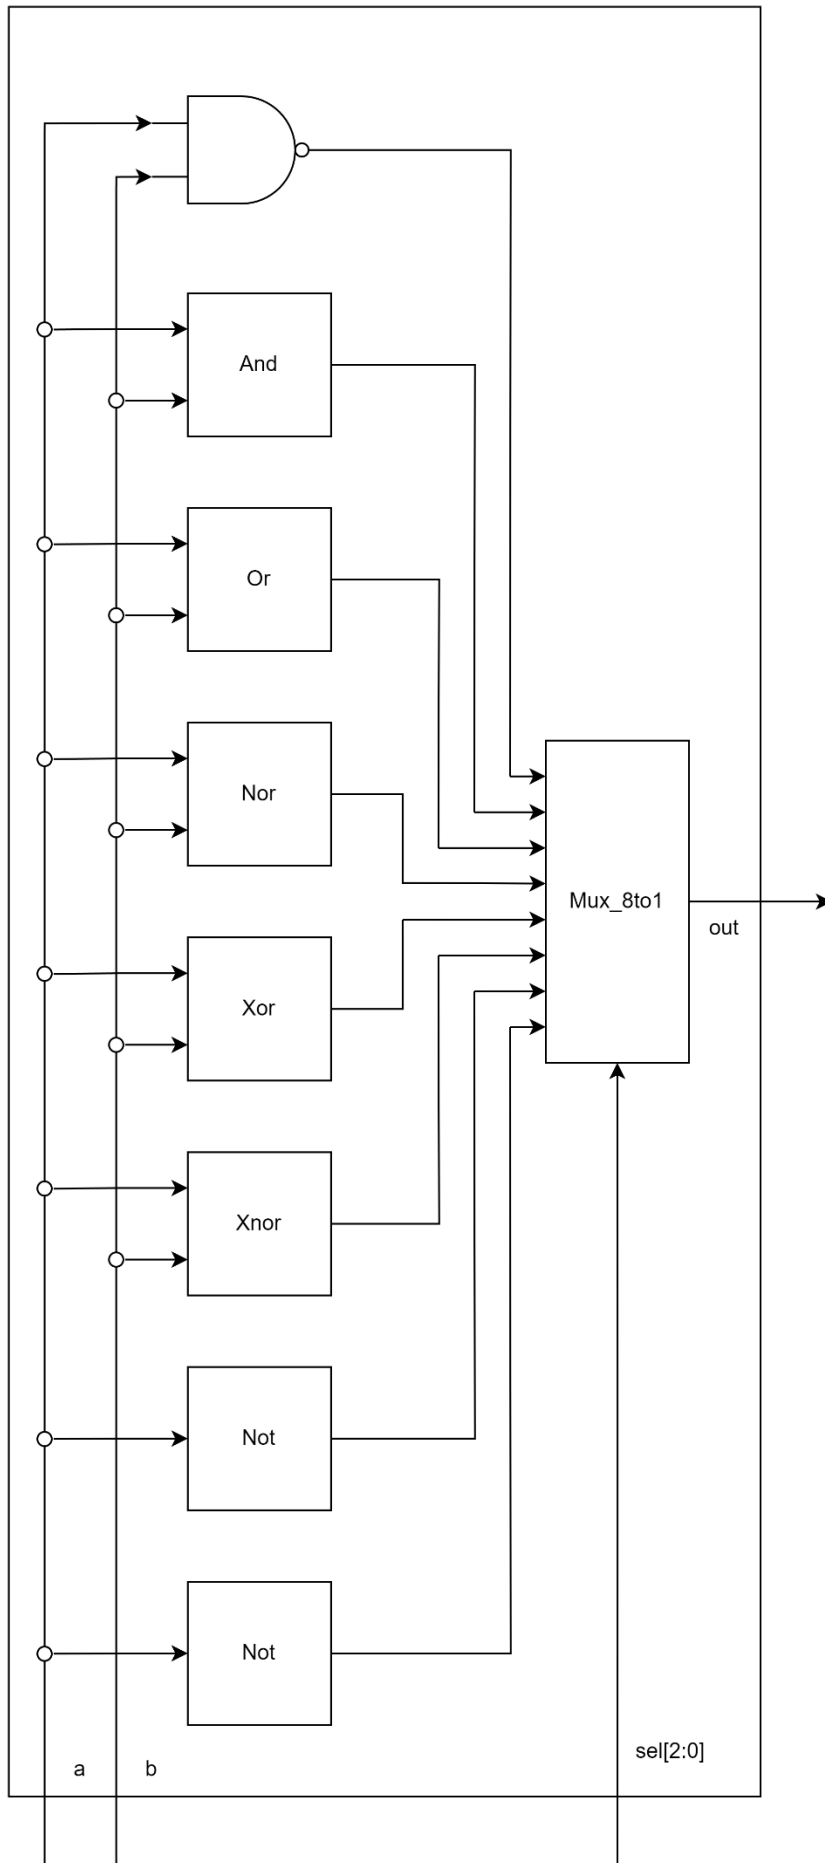 And
Or
Nor
Mux_8to1
out
Xor
Xnor
Not
Not
sel[2:0]
a
b